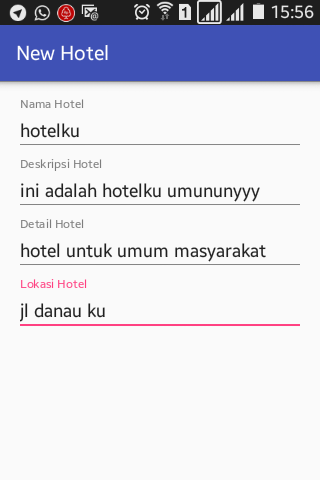 1
15:56
New Hotel
Nama Hotel
hotelku
Deskripsi Hotel
ini adalah hotelku umununyyy
Detail Hotel
hotel untuk umum masyarakat
Lokasi Hotel
jl danau ku